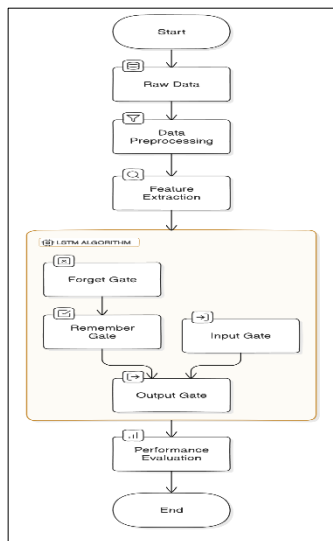 Start
Raw Data
Data
Preprocessing
Feature
Extraction
LSTM ALGORITHM
Forget Gate
Remember
Gate
Input Gate
Output Gate
Performance
Evaluation
End